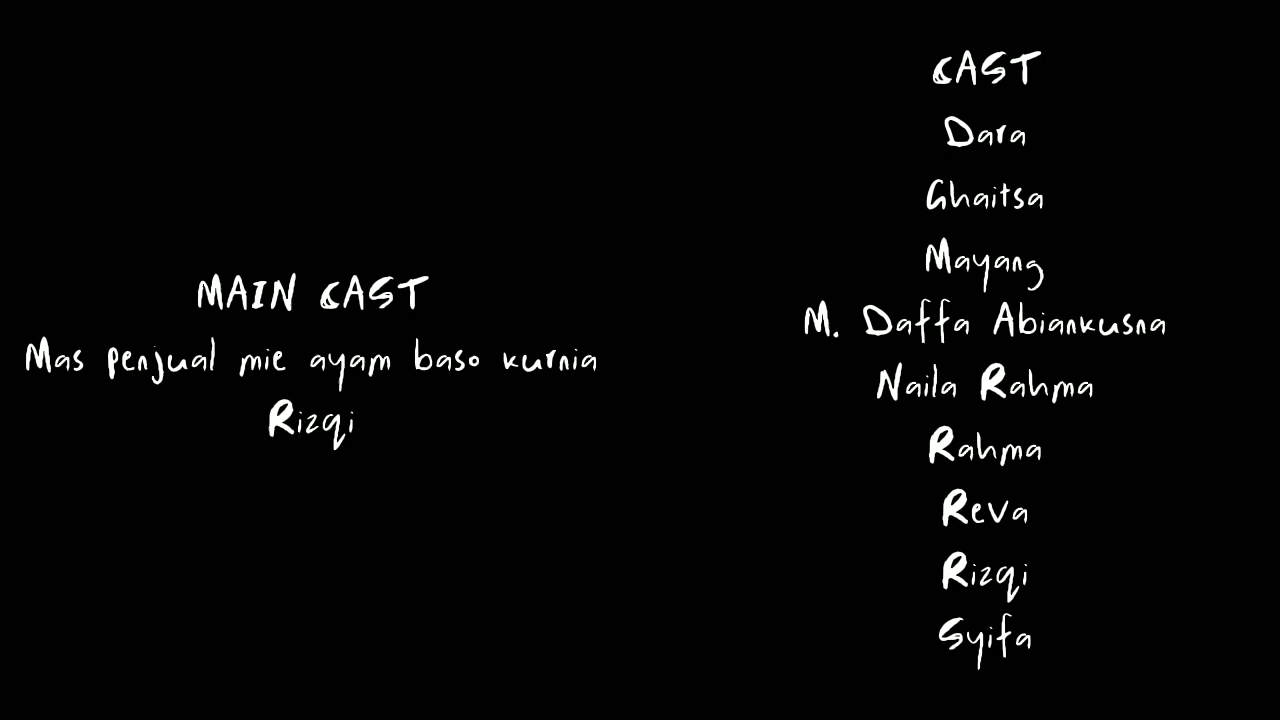 MAIN CAST
Mas penjual mie ayam baso kurnia
Rizqi
CAST
Dara
Ghaitsa
Mayang
M. Daffa Abiankusna
Naila Rahma
Rahma
Reva
Rizqi
Syifa